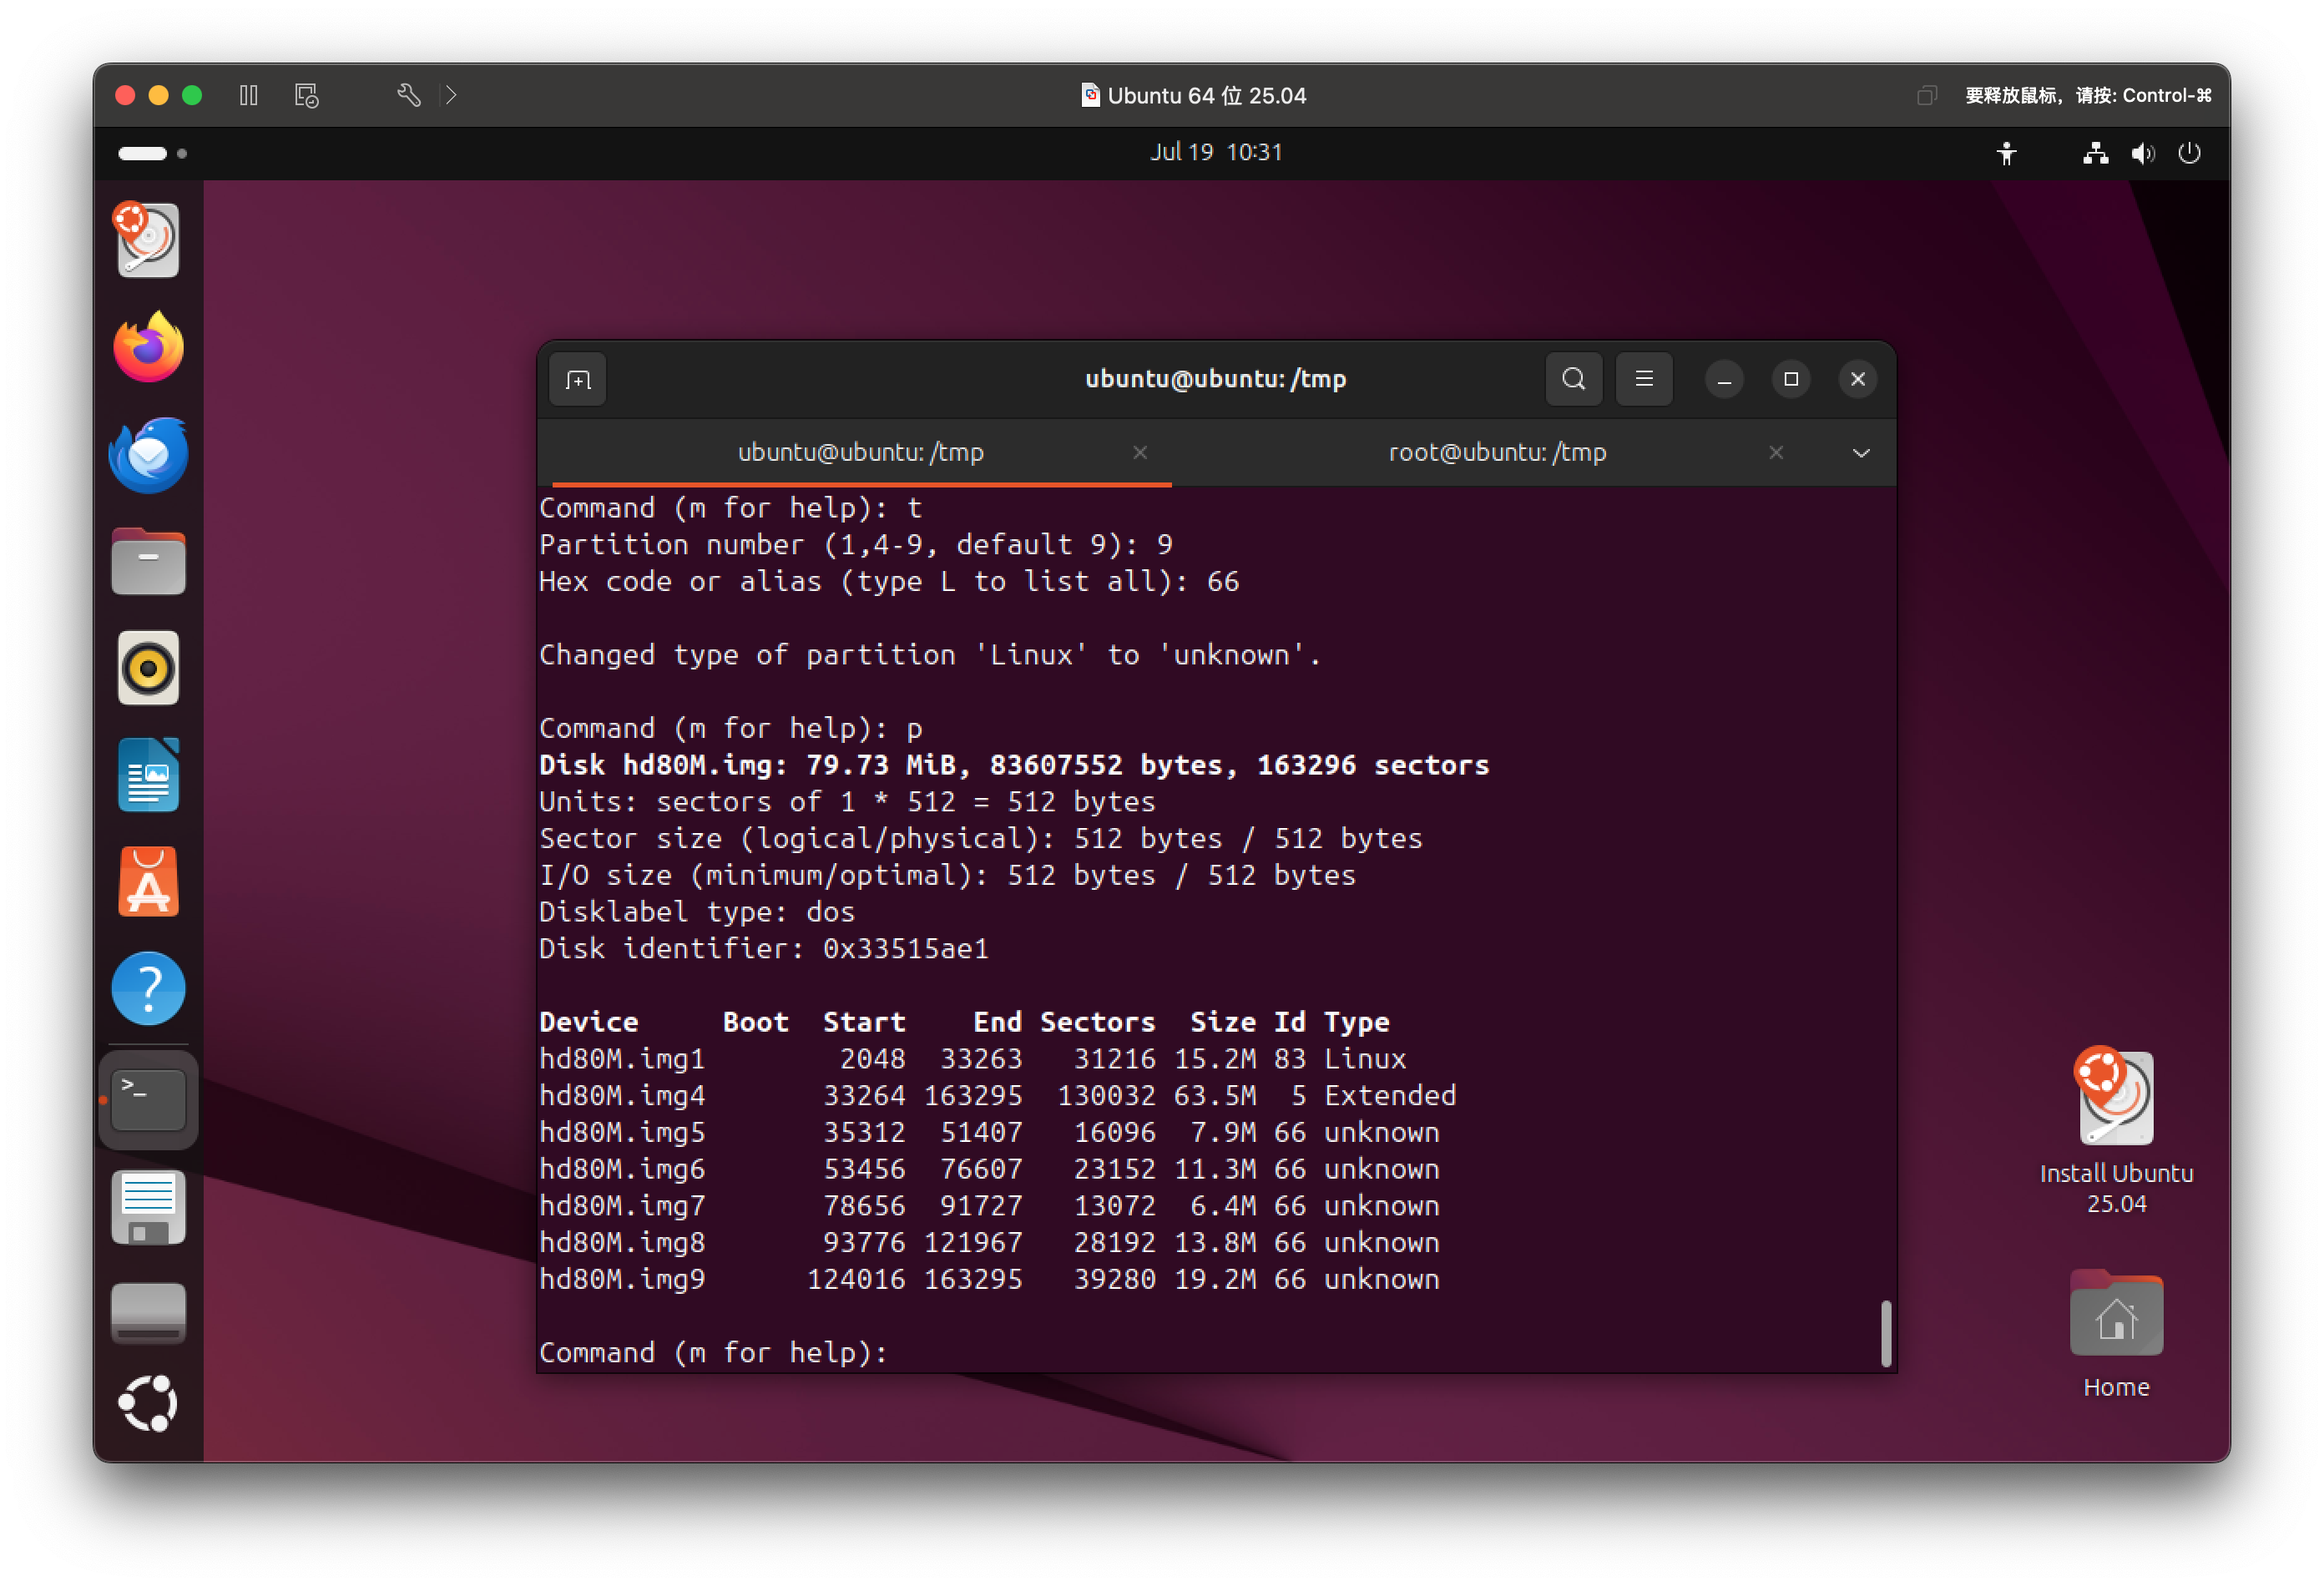 Ubuntu 64 位 25.04
要释放鼠标，请按: Control-⌘
Jul 19 10:31
ubuntu@ubuntu: /tmp
ubuntu@ubuntu: /tmp
root@ubuntu: /tmp
Command (m for help): t
Partition number (1,4-9, default 9): 9
Hex code or alias (type L to list all): 66
Changed type of partition 'Linux' to 'unknown'.
Command (m for help): p
Disk hd80M.img: 79.73 MiB, 83607552 bytes, 163296 sectors
Units: sectors of 1 * 512 = 512 bytes
Sector size (logical/physical): 512 bytes / 512 bytes
I/O size (minimum/optimal): 512 bytes / 512 bytes
Disklabel type: dos
Disk identifier: 0x33515ae1
Device     Boot  Start    End Sectors  Size Id Type
hd80M.img1        2048  33263   31216 15.2M 83 Linux
hd80M.img4       33264 163295  130032 63.5M  5 Extended
hd80M.img5       35312  51407   16096  7.9M 66 unknown
hd80M.img6       53456  76607   23152 11.3M 66 unknown
hd80M.img7       78656  91727   13072  6.4M 66 unknown
hd80M.img8       93776 121967   28192 13.8M 66 unknown
hd80M.img9      124016 163295   39280 19.2M 66 unknown
Command (m for help):
Install Ubuntu
25.04
Home